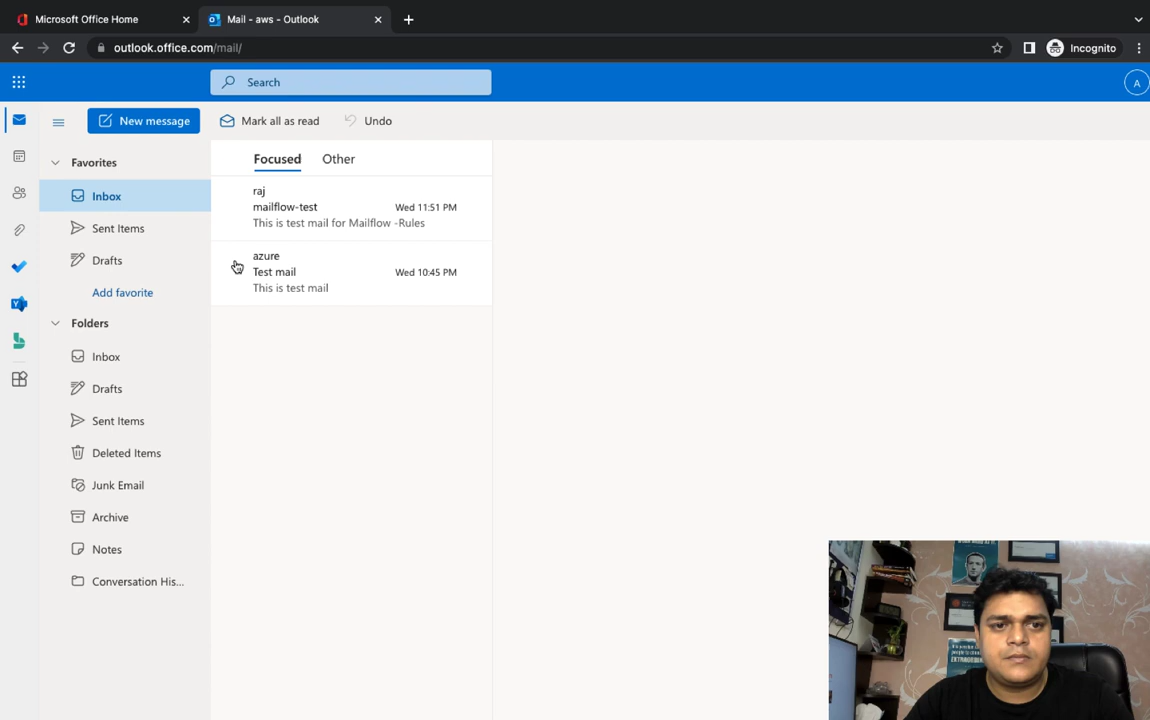 Microsoft Office Home
Mail - aws - Outlook
outlook.office.com/mail/
Incognito
Search
A
New message
Mark all as read
Undo
Favorites
Inbox
Sent Items
Drafts
Add favorite
Folders
Inbox
Drafts
Sent Items
Deleted Items
Junk Email
Archive
Notes
Conversation His...
Focused
Other
raj
mailflow-test
Wed 11:51 PM
This is test mail for Mailflow -Rules
azure
Test mail
Wed 10:45 PM
This is test mail